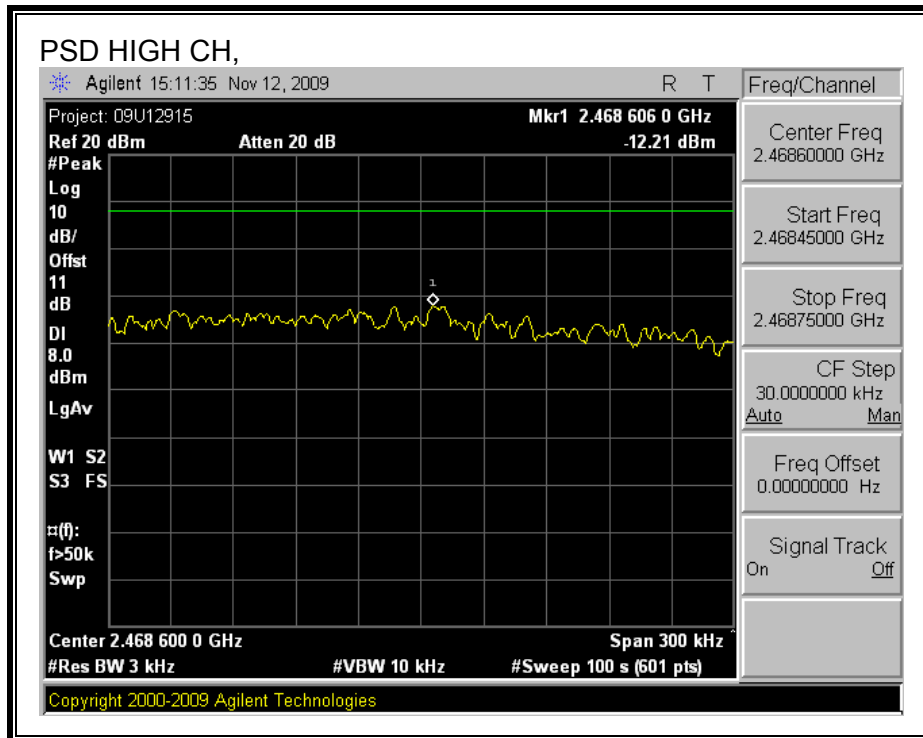 PSD HIGH CH,
Agilent 15:11:35 Nov 12, 2009 R T
Freq/Channel
Project: 09U12915 Mkr1 2.468 606 0 GHz
Ref 20 dBm Atten 20 dB -12.21 dBm
#Peak
Log
10
dB/
Offst
11
dB
DI
8.0
dBm
LgAv
W1 S2
S3 FS
¤(f):
f>50k
Swp
1
Center 2.468 600 0 GHz Span 300 kHz ^
#Res BW 3 kHz #VBW 10 kHz #Sweep 100 s (601 pts)
Center Freq
2.46860000 GHz
Start Freq
2.46845000 GHz
Stop Freq
2.46875000 GHz
CF Step
30.0000000 kHz
Auto Man
Freq Offset
0.00000000 Hz
Signal Track
On Off
Copyright 2000-2009 Agilent Technologies